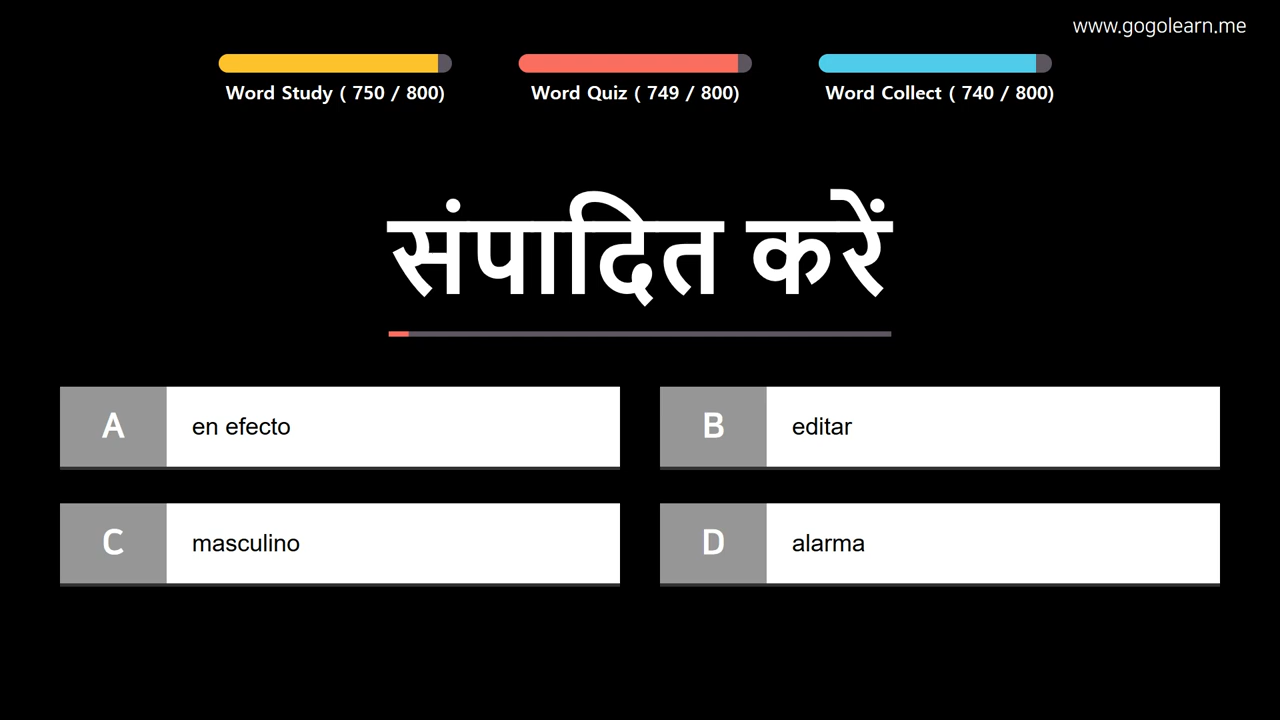 www.gogolearn.me
Word Study ( 750 / 800)
Word Quiz ( 749 / 800)
Word Collect ( 740 / 800)
संपादित करें
A en efecto
B editar
C masculino
D alarma